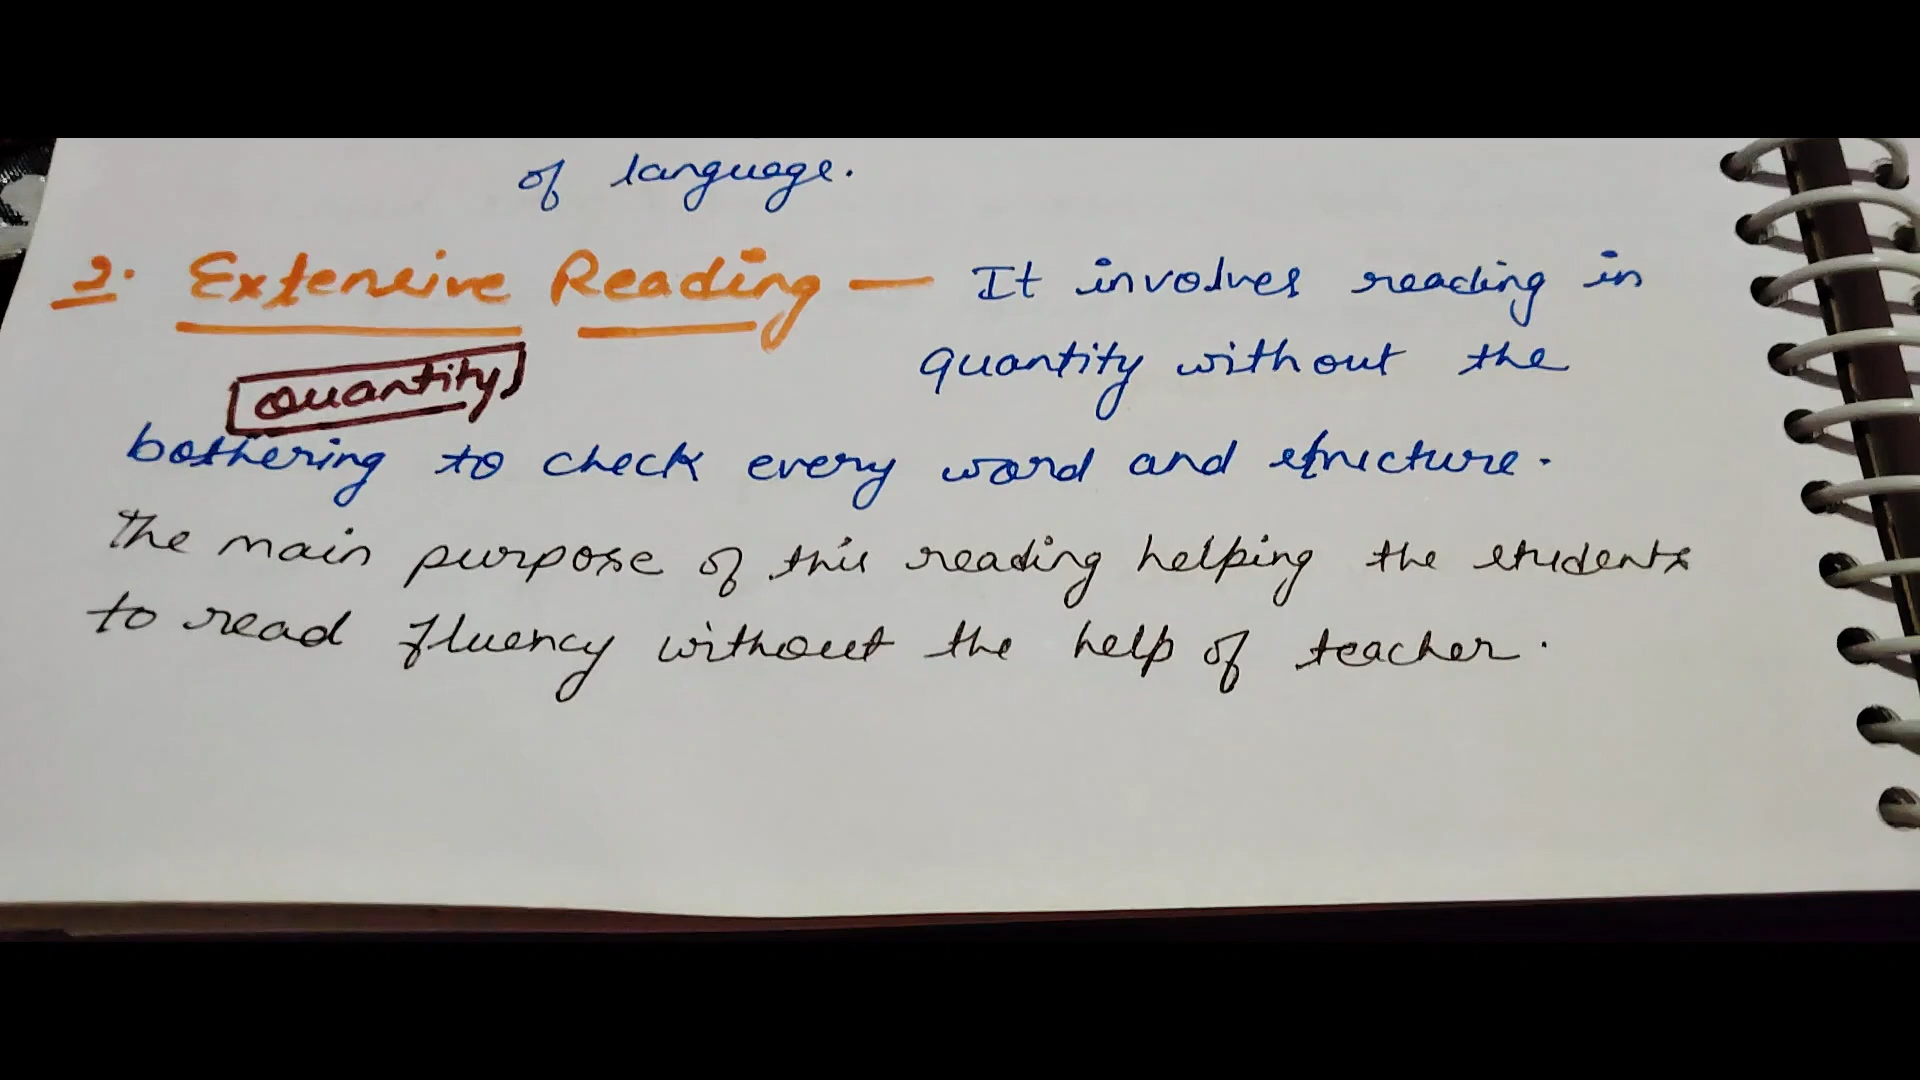 of language.
2. Extensive Reading — It involves reading in
quantity without the
Quantity
bothering to check every word and structure.
The main purpose of this reading helping the students
to read fluency without the help of teacher.